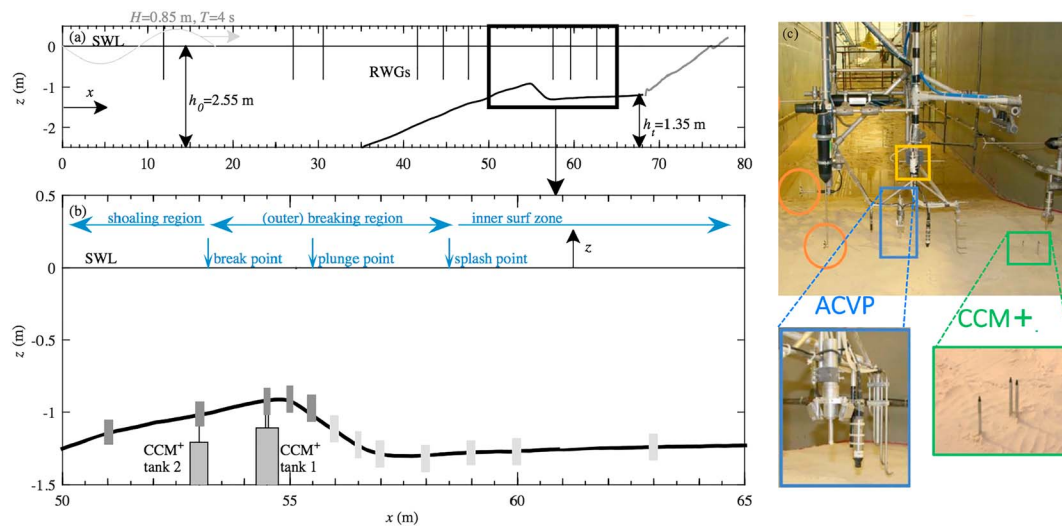 H=0.85 m, T=4 s
(a)
SWL
RWGs
x
h0=2.55 m
ht=1.35 m
z (m)
0
-1
-2
0 10 20 30 40 50 60 70 80
(b)
shoaling region
(outer) breaking region
inner surf zone
break point
plunge point
splash point
z
SWL
z (m)
0.5
0
-0.5
-1
-1.5
CCM+
tank 2
CCM+
tank 1
50 55 60 65
x (m)
(c)
ACVP
CCM+